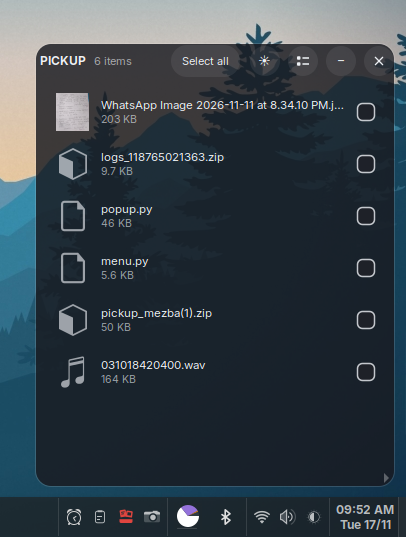 PICKUP 6 items Select all
WhatsApp Image 2026-11-11 at 8.34.10 PM.j...
203 KB
logs_118765021363.zip
9.7 KB
popup.py
46 KB
menu.py
5.6 KB
pickup_mezba(1).zip
50 KB
031018420400.wav
164 KB
09:52 AM
Tue 17/11